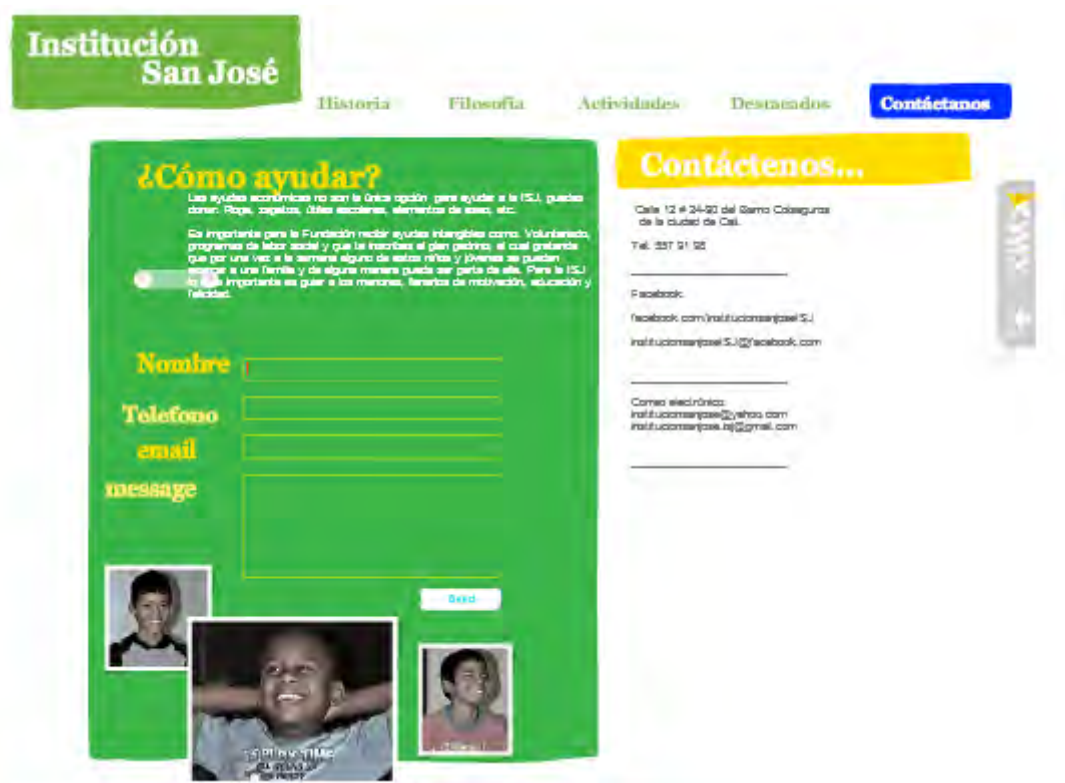 Institución
San José
Historia
Filosofía
Actividades
Destacados
Contáctanos
¿Cómo ayudar?
Las ayudas económicas no son la única opción para ayudar a la ISJ, puedes
donar: Ropa, zapatos, útiles escolares, elementos de aseo, etc.
Es importante para la Fundación recibir ayudas intangibles como: Voluntariado,
programas de labor social y que te inscribas al plan padrino, el cual pretende
que por una vez a la semana alguno de estos niños y jóvenes se puedan
a una familia y de alguna manera pueda ser parte de ella. Para la ISJ
importante es guiar a los menores, llenarlos de motivación, educación y
felicidad.
Nombre
Telefono
email
message
Send
Contáctenos...
Calle 12 # 24-90 del Barrio Colseguros
de la ciudad de Cali.
Tel. 557 91 95
Facebook:
facebook.com/institucionsanjoseISJ
institucionsanjoseISJ@facebook.com
Correo electrónico:
institucionsanjose@yahoo.com
institucionsanjose.isj@gmail.com